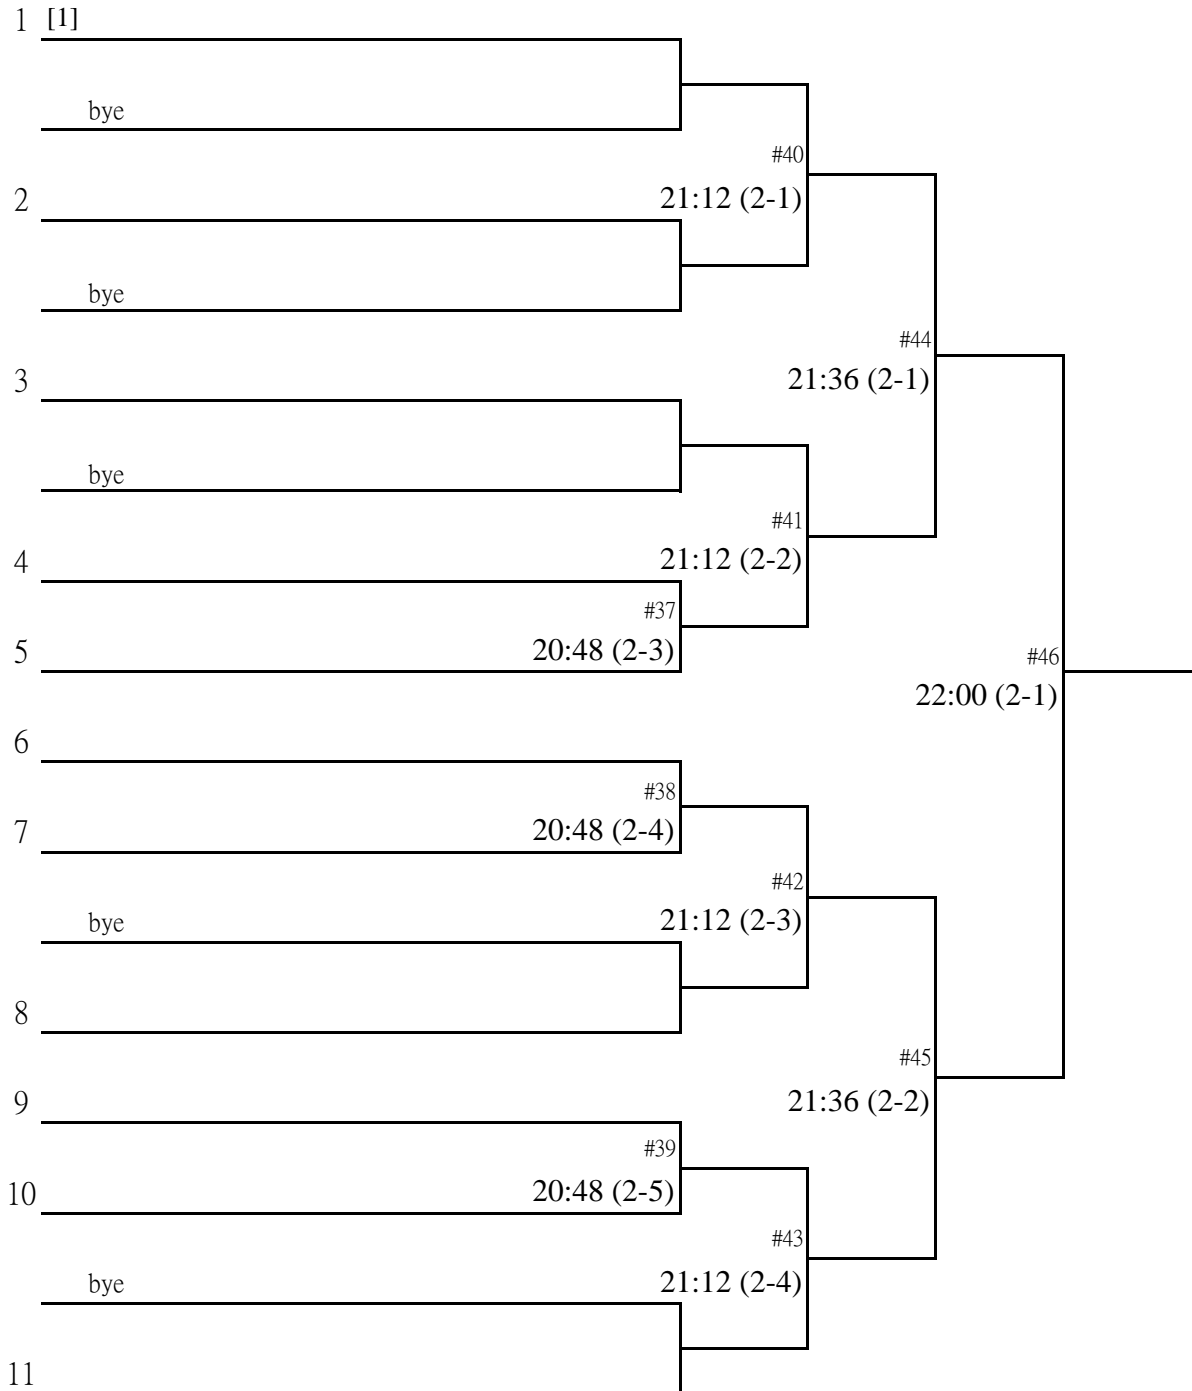 1 [1]
bye
#40
2 21:12 (2-1)
bye
#44
3 21:36 (2-1)
bye
#41
4 21:12 (2-2)
#37
5 20:48 (2-3)
#46
22:00 (2-1)
6
#38
7 20:48 (2-4)
#42
bye 21:12 (2-3)
8
#45
9 21:36 (2-2)
#39
10 20:48 (2-5)
#43
bye 21:12 (2-4)
11